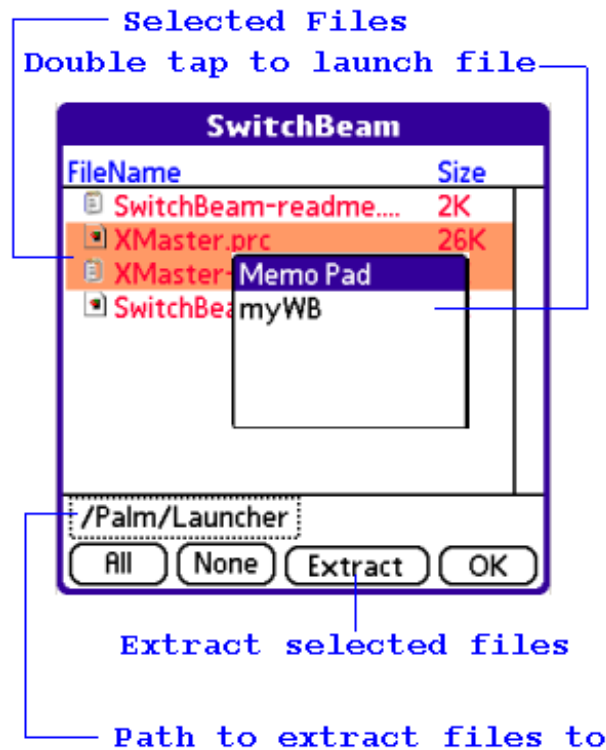 Selected Files
Double tap to launch file
SwitchBeam
FileName Size
SwitchBeam-readme.... 2K
XMaster.prc 26K
XMaster-
Memo Pad
SwitchBea
myWB
/Palm/Launcher
All None Extract OK
Extract selected files
Path to extract files to